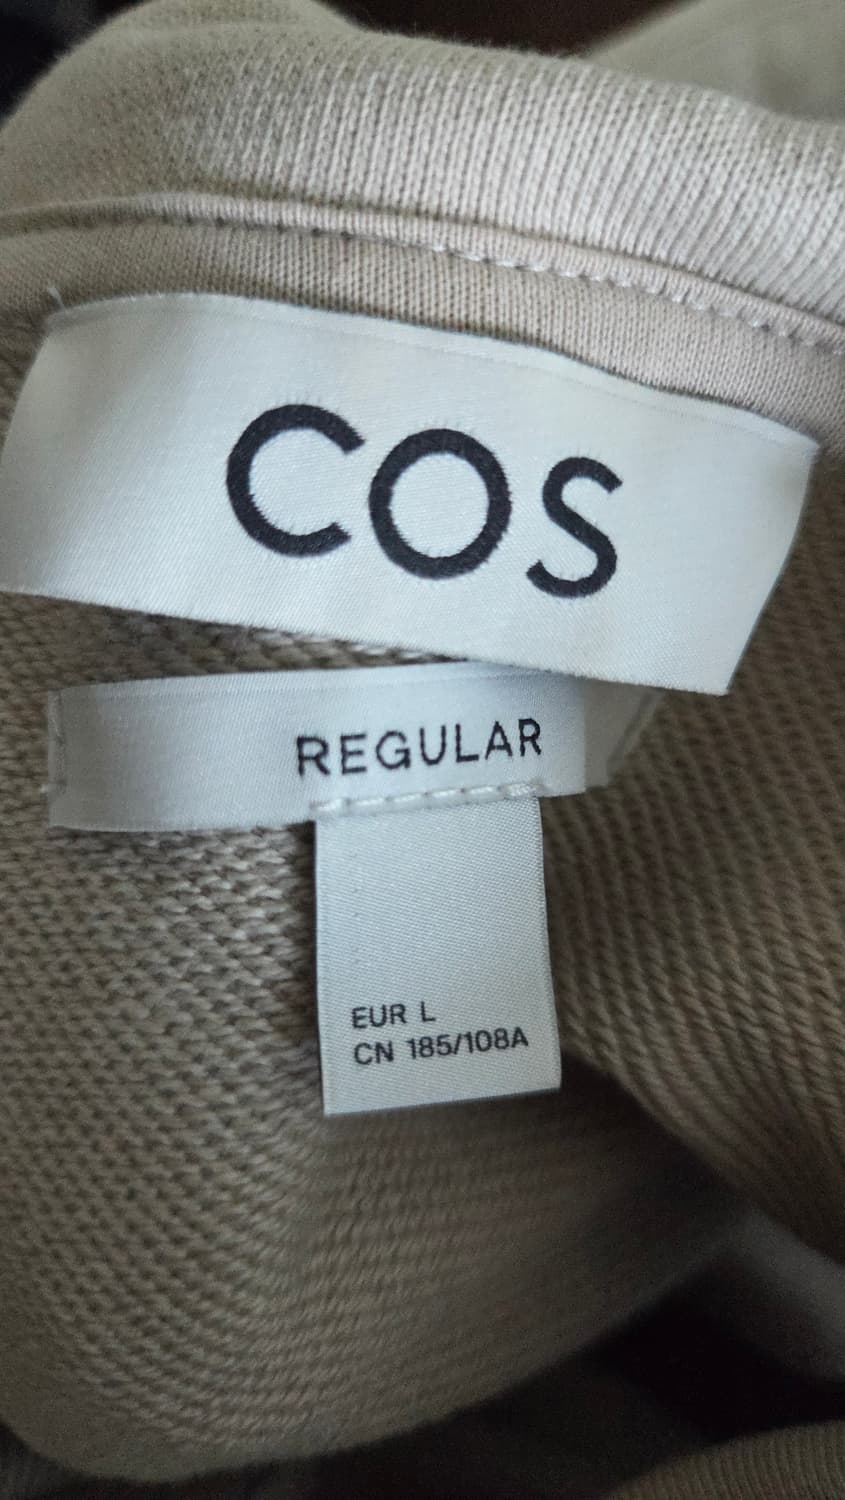 COS
REGULAR
EUR L
CN 185/108A